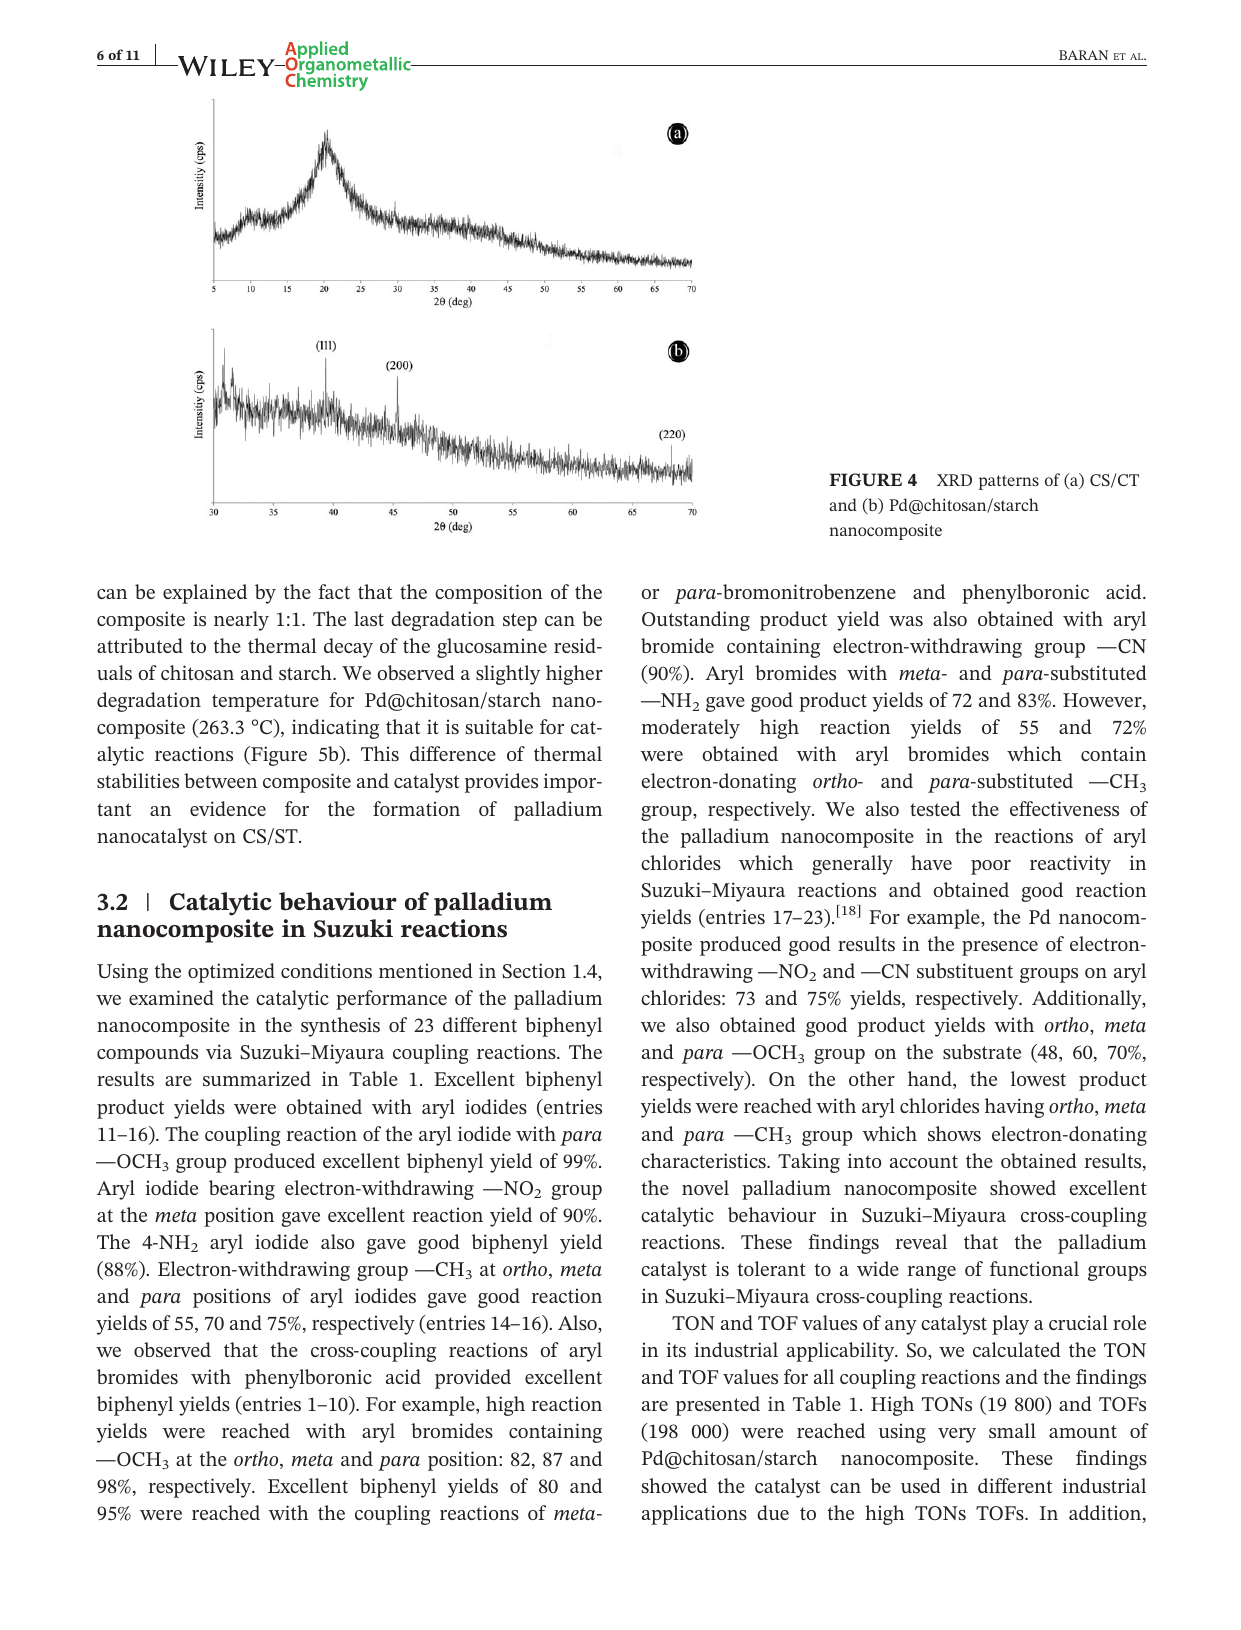 6 of 11
WILEY
Applied
Organometallic
Chemistry
BARAN ET AL.
(a)
Intensitiy (cps)
5 10 15 20 25 30 35 40 45 50 55 60 65 70
2θ (deg)
(b)
(111)
(200)
(220)
Intensitiy (cps)
30 35 40 45 50 55 60 65 70
2θ (deg)
FIGURE 4 XRD patterns of (a) CS/CT
and (b) Pd@chitosan/starch
nanocomposite
can be explained by the fact that the composition of the
composite is nearly 1:1. The last degradation step can be
attributed to the thermal decay of the glucosamine resid-
uals of chitosan and starch. We observed a slightly higher
degradation temperature for Pd@chitosan/starch nano-
composite (263.3 °C), indicating that it is suitable for cat-
alytic reactions (Figure 5b). This difference of thermal
stabilities between composite and catalyst provides impor-
tant an evidence for the formation of palladium
nanocatalyst on CS/ST.
3.2 | Catalytic behaviour of palladium
nanocomposite in Suzuki reactions
Using the optimized conditions mentioned in Section 1.4,
we examined the catalytic performance of the palladium
nanocomposite in the synthesis of 23 different biphenyl
compounds via Suzuki–Miyaura coupling reactions. The
results are summarized in Table 1. Excellent biphenyl
product yields were obtained with aryl iodides (entries
11–16). The coupling reaction of the aryl iodide with para
—OCH₃ group produced excellent biphenyl yield of 99%.
Aryl iodide bearing electron-withdrawing —NO₂ group
at the meta position gave excellent reaction yield of 90%.
The 4-NH₂ aryl iodide also gave good biphenyl yield
(88%). Electron-withdrawing group —CH₃ at ortho, meta
and para positions of aryl iodides gave good reaction
yields of 55, 70 and 75%, respectively (entries 14–16). Also,
we observed that the cross-coupling reactions of aryl
bromides with phenylboronic acid provided excellent
biphenyl yields (entries 1–10). For example, high reaction
yields were reached with aryl bromides containing
—OCH₃ at the ortho, meta and para position: 82, 87 and
98%, respectively. Excellent biphenyl yields of 80 and
95% were reached with the coupling reactions of meta-
or para-bromonitrobenzene and phenylboronic acid.
Outstanding product yield was also obtained with aryl
bromide containing electron-withdrawing group —CN
(90%). Aryl bromides with meta- and para-substituted
—NH₂ gave good product yields of 72 and 83%. However,
moderately high reaction yields of 55 and 72%
were obtained with aryl bromides which contain
electron-donating ortho- and para-substituted —CH₃
group, respectively. We also tested the effectiveness of
the palladium nanocomposite in the reactions of aryl
chlorides which generally have poor reactivity in
Suzuki–Miyaura reactions and obtained good reaction
yields (entries 17–23).[18] For example, the Pd nanocom-
posite produced good results in the presence of electron-
withdrawing —NO₂ and —CN substituent groups on aryl
chlorides: 73 and 75% yields, respectively. Additionally,
we also obtained good product yields with ortho, meta
and para —OCH₃ group on the substrate (48, 60, 70%,
respectively). On the other hand, the lowest product
yields were reached with aryl chlorides having ortho, meta
and para —CH₃ group which shows electron-donating
characteristics. Taking into account the obtained results,
the novel palladium nanocomposite showed excellent
catalytic behaviour in Suzuki–Miyaura cross-coupling
reactions. These findings reveal that the palladium
catalyst is tolerant to a wide range of functional groups
in Suzuki–Miyaura cross-coupling reactions.
TON and TOF values of any catalyst play a crucial role
in its industrial applicability. So, we calculated the TON
and TOF values for all coupling reactions and the findings
are presented in Table 1. High TONs (19 800) and TOFs
(198 000) were reached using very small amount of
Pd@chitosan/starch nanocomposite. These findings
showed the catalyst can be used in different industrial
applications due to the high TONs TOFs. In addition,